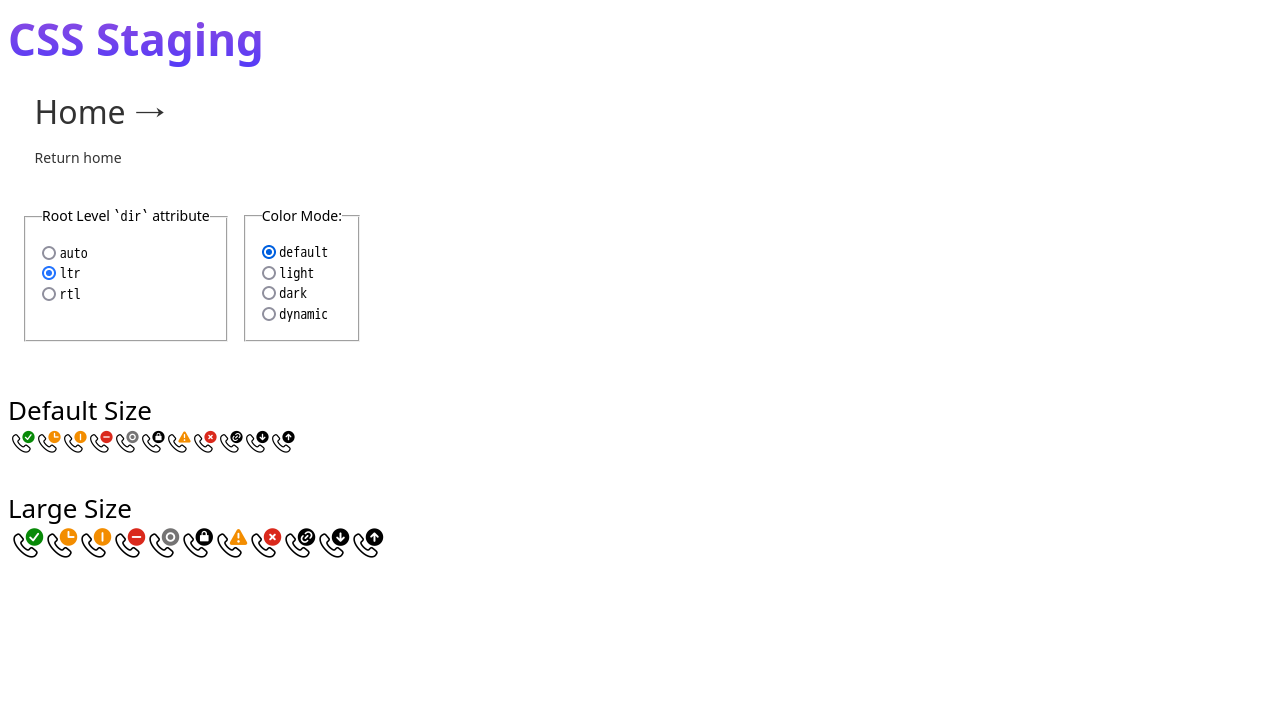 CSS Staging
Home →
Return home
Root Level `dir` attribute
auto
ltr
rtl
Color Mode:
default
light
dark
dynamic
Default Size
Large Size